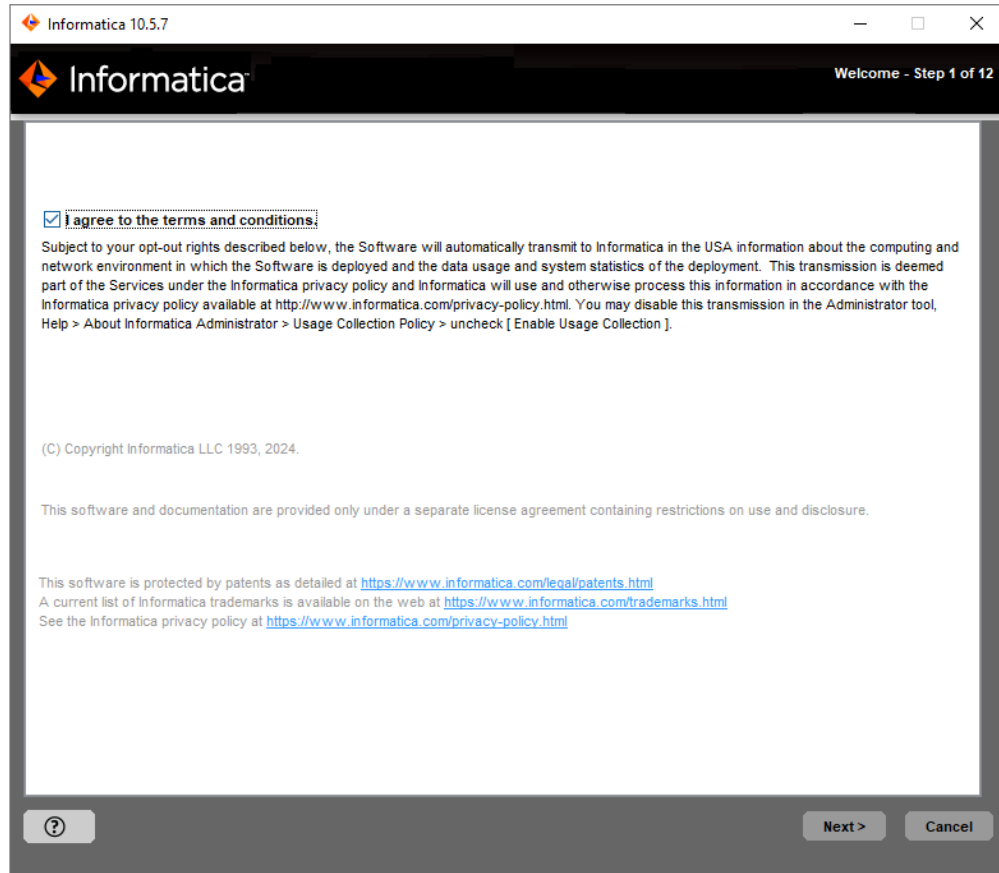 Informatica 10.5.7
Informatica
Welcome - Step 1 of 12
I agree to the terms and conditions.
Subject to your opt-out rights described below, the Software will automatically transmit to Informatica in the USA information about the computing and
network environment in which the Software is deployed and the data usage and system statistics of the deployment.  This transmission is deemed
part of the Services under the Informatica privacy policy and Informatica will use and otherwise process this information in accordance with the
Informatica privacy policy available at http://www.informatica.com/privacy-policy.html. You may disable this transmission in the Administrator tool,
Help > About Informatica Administrator > Usage Collection Policy > uncheck [ Enable Usage Collection ].
(C) Copyright Informatica LLC 1993, 2024.
This software and documentation are provided only under a separate license agreement containing restrictions on use and disclosure.
This software is protected by patents as detailed at https://www.informatica.com/legal/patents.html
A current list of Informatica trademarks is available on the web at https://www.informatica.com/trademarks.html
See the Informatica privacy policy at https://www.informatica.com/privacy-policy.html
?
Next >
Cancel